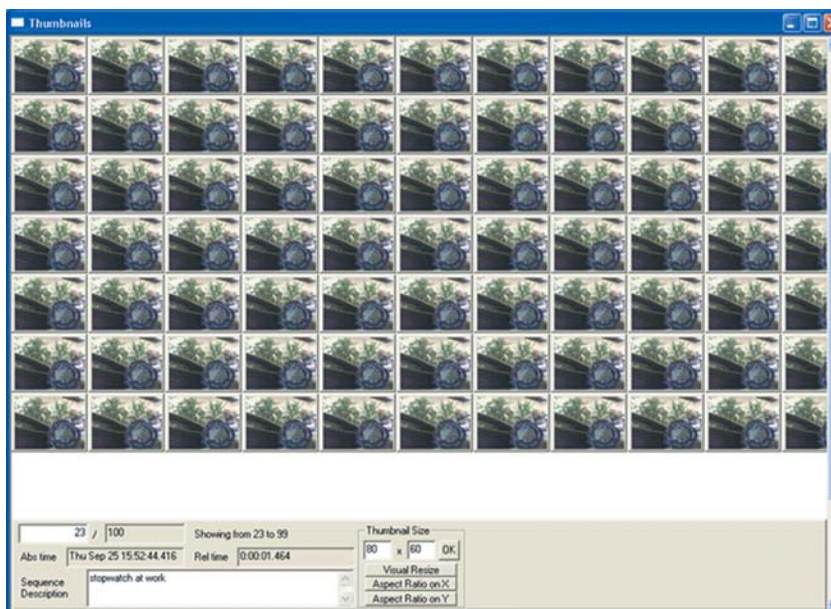 Thumbnails
23 / 100 Showing from 23 to 99
Abs time Thu Sep 25 15:52:44.416 Rel time 0:00:01.464
Sequence Description stopwatch at work
Thumbnail Size
80 x 60 OK
Visual Resize
Aspect Ratio on X
Aspect Ratio on Y